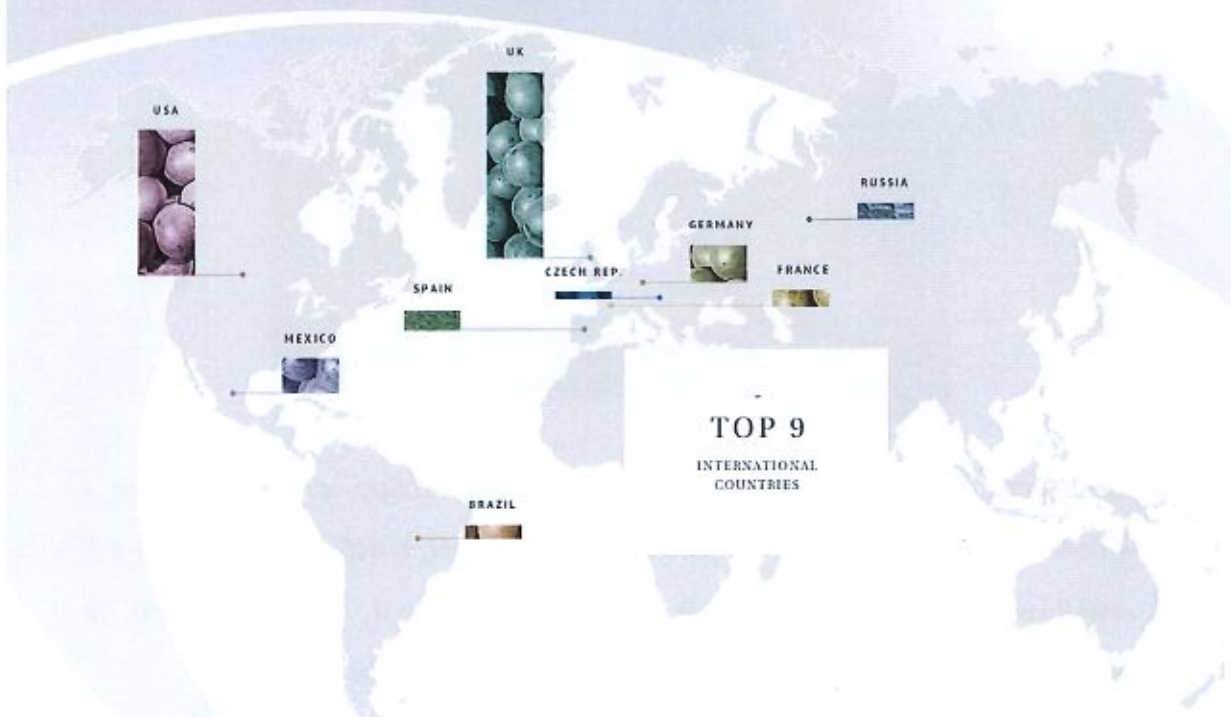 UK
USA
RUSSIA
GERMANY
CZECH REP.
FRANCE
SPAIN
MEXICO
TOP 9
INTERNATIONAL
COUNTRIES
BRAZIL